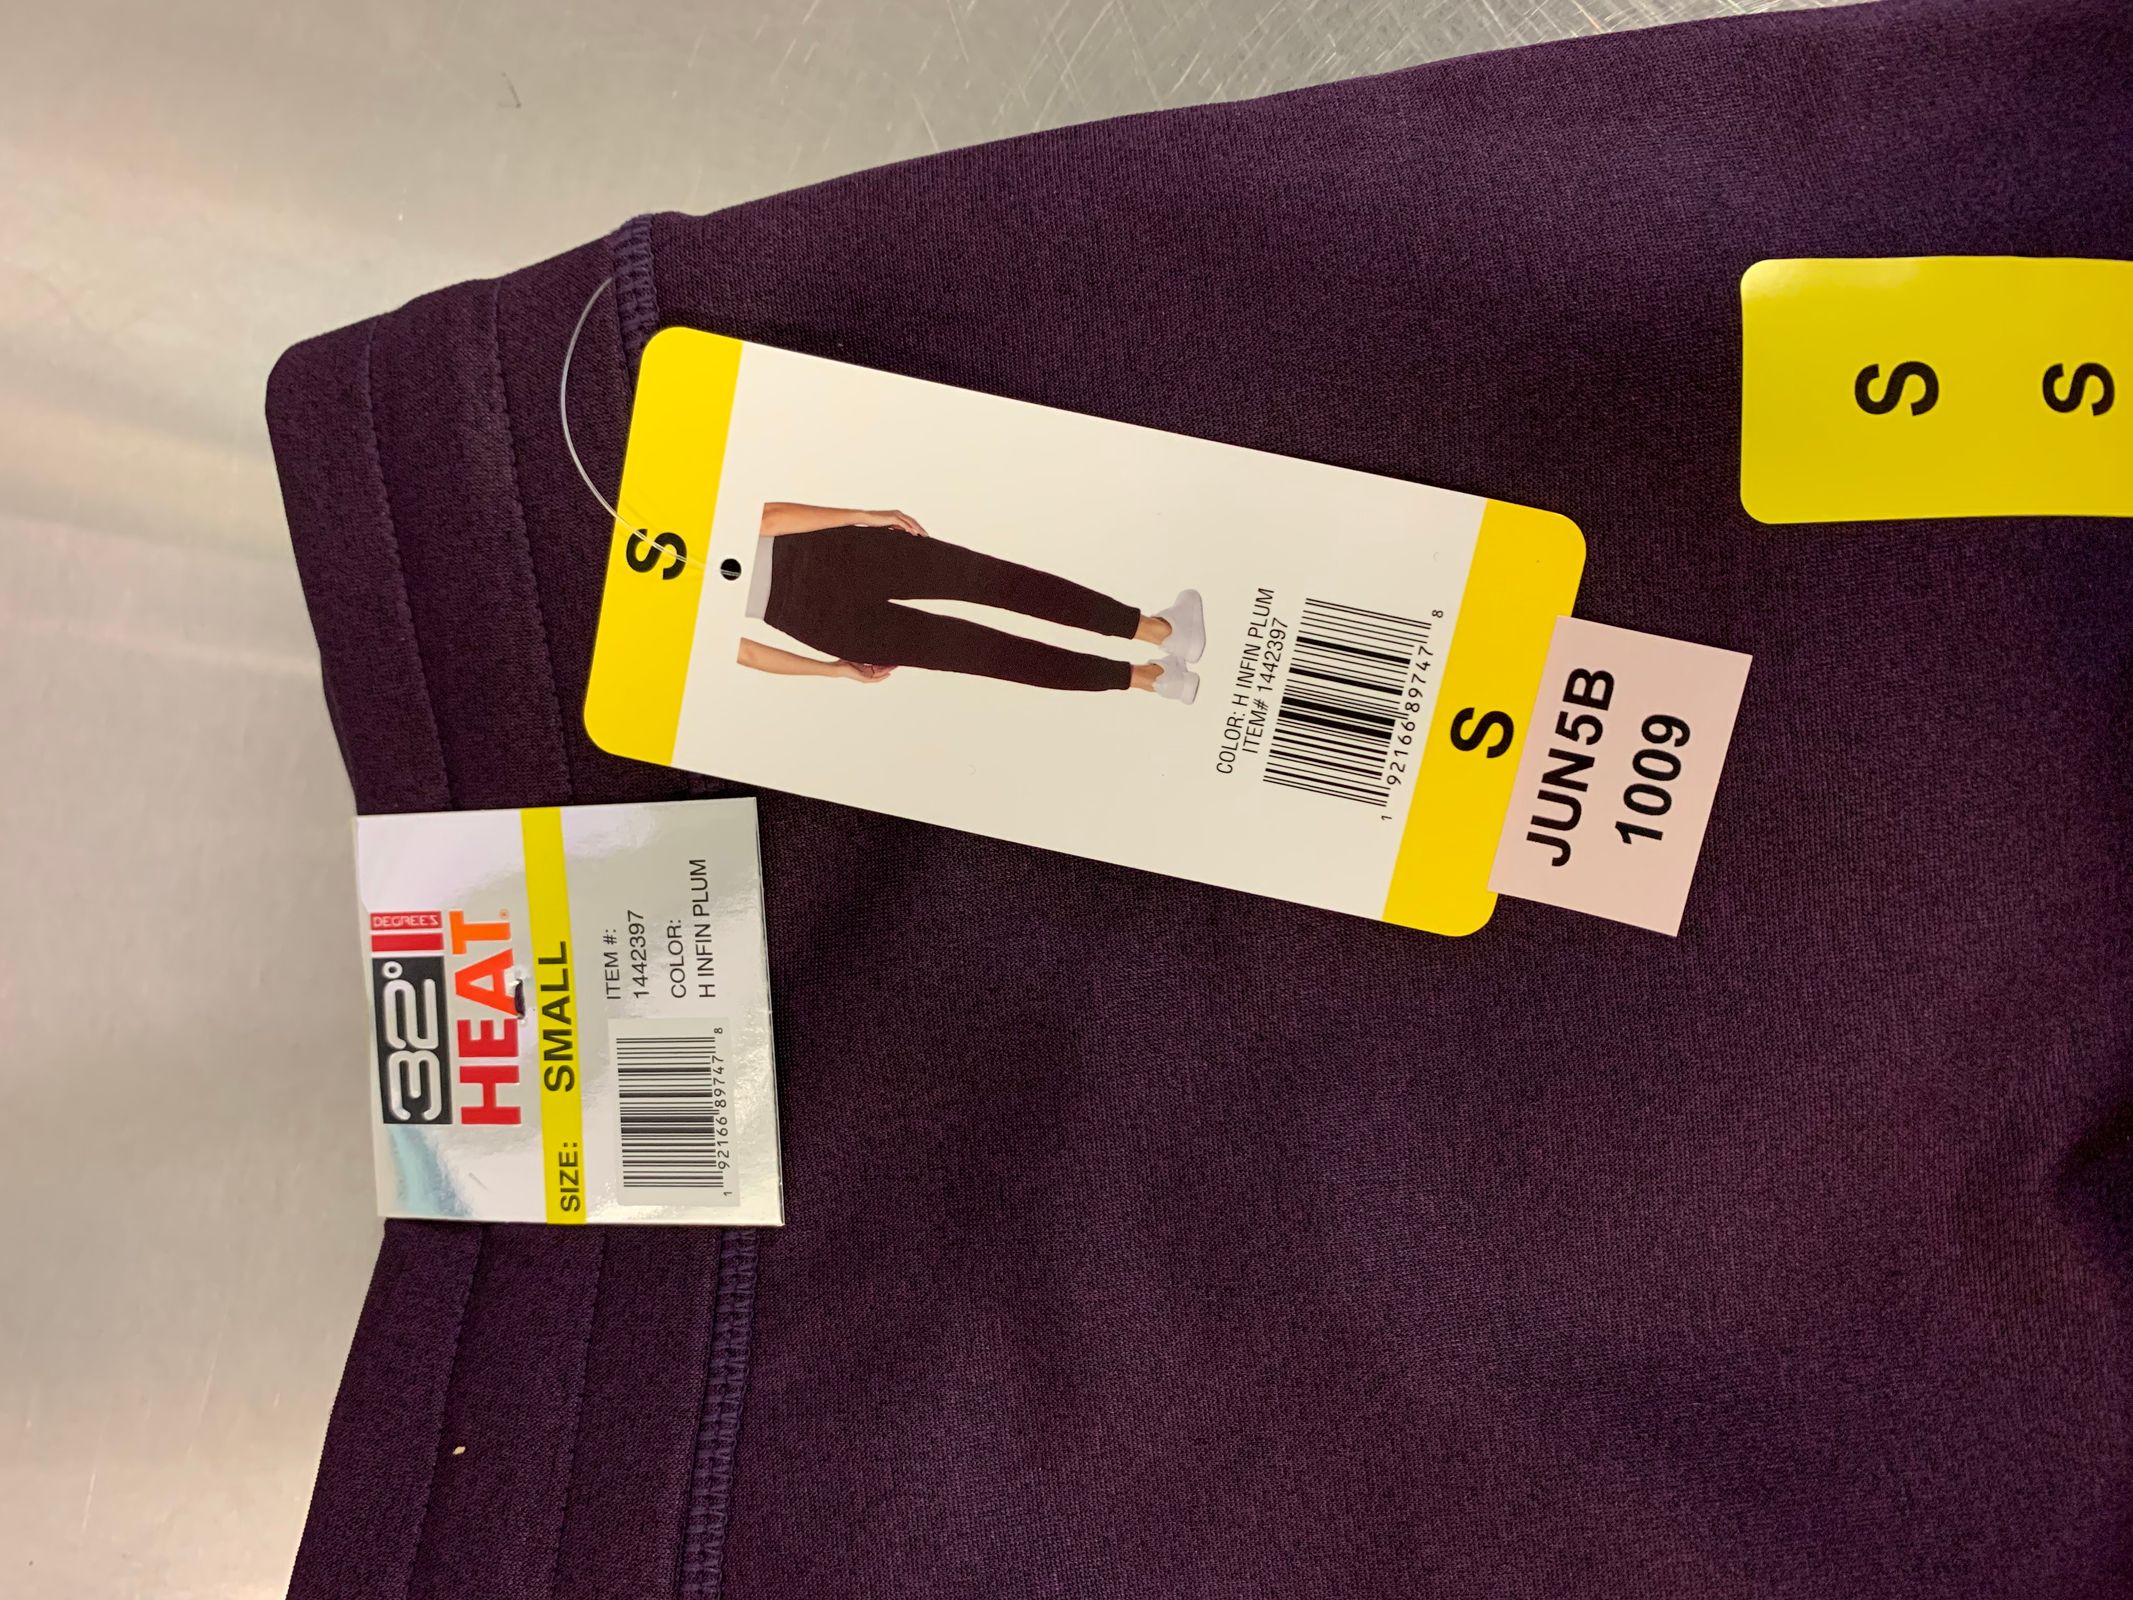 32°
DEGREES
HEAT
SIZE: SMALL
ITEM #:
1442397
COLOR:
H INFIN PLUM
1 92166 89747 8
S
COLOR: H INFIN PLUM
ITEM# 1442397
1 92166 89747 8
S
JUN5B
1009
S
S